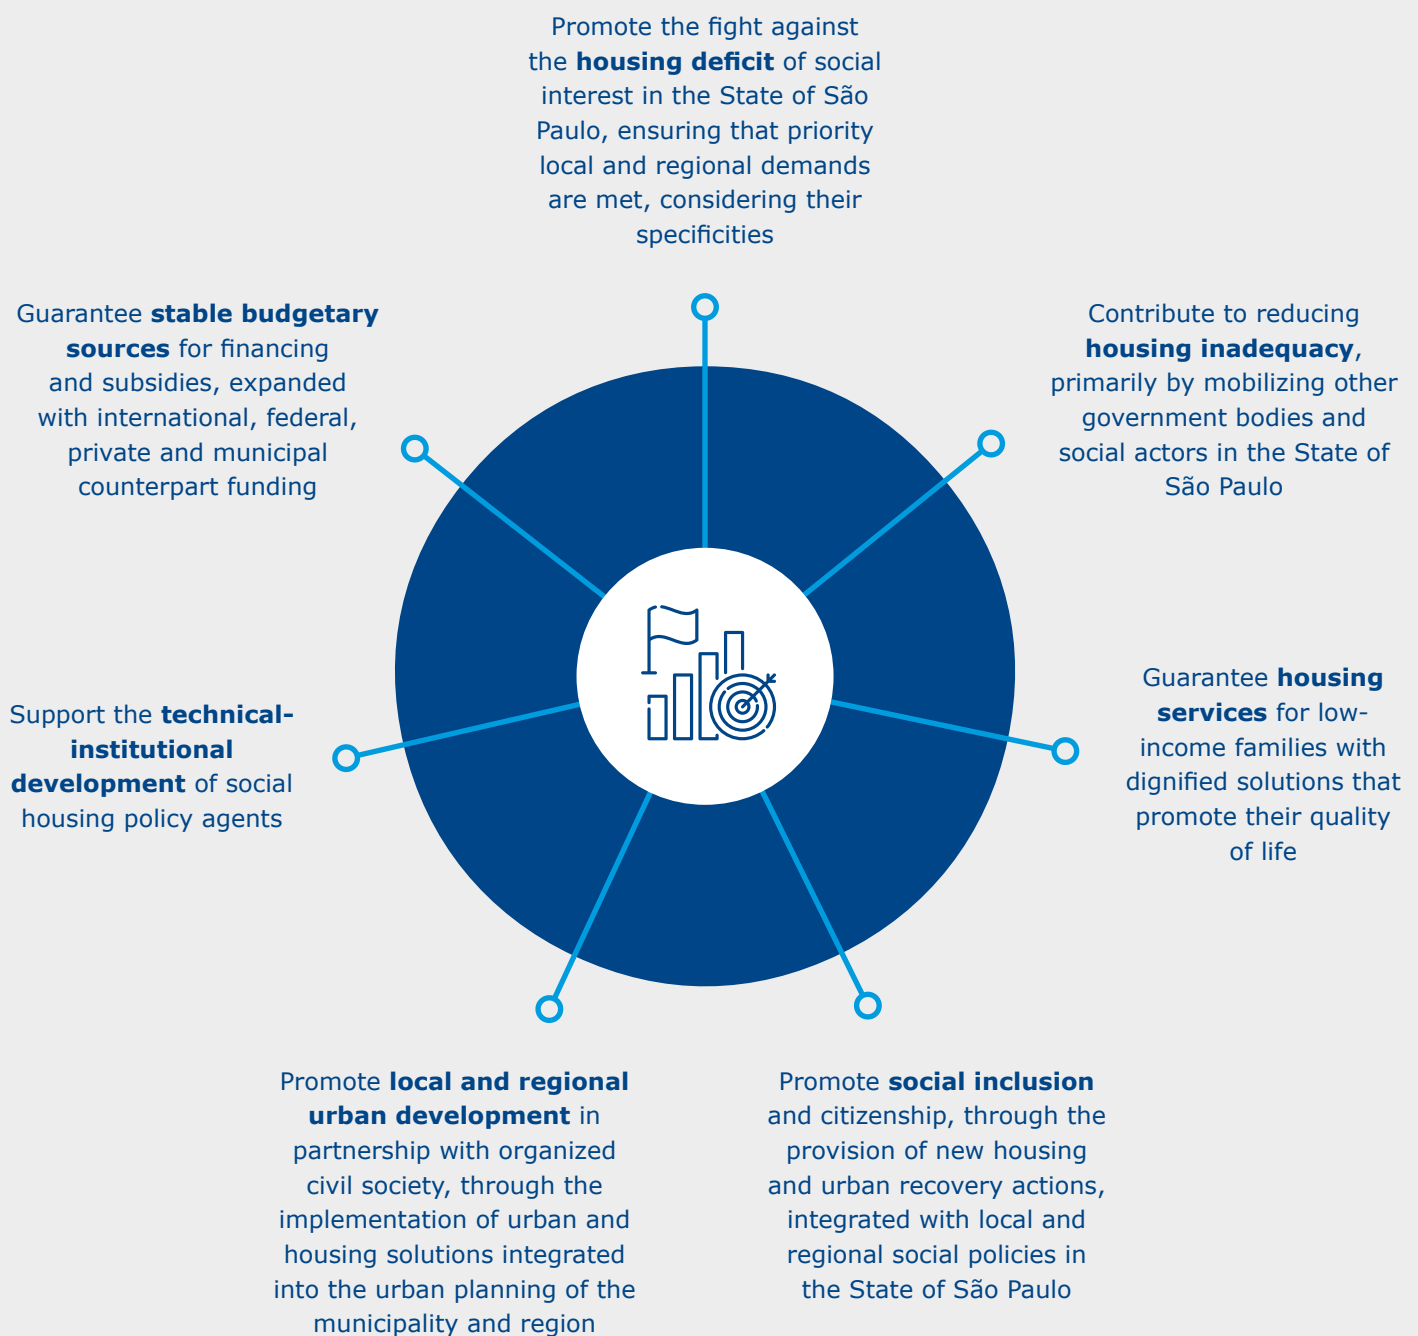 Promote the fight against
the housing deficit of social
interest in the State of São
Paulo, ensuring that priority
local and regional demands
are met, considering their
specificities
Contribute to reducing
housing inadequacy,
primarily by mobilizing other
government bodies and
social actors in the State of
São Paulo
Guarantee housing
services for low-
income families with
dignified solutions that
promote their quality
of life
Promote social inclusion
and citizenship, through the
provision of new housing
and urban recovery actions,
integrated with local and
regional social policies in
the State of São Paulo
Promote local and regional
urban development in
partnership with organized
civil society, through the
implementation of urban and
housing solutions integrated
into the urban planning of the
municipality and region
Support the technical-
institutional
development of social
housing policy agents
Guarantee stable budgetary
sources for financing
and subsidies, expanded
with international, federal,
private and municipal
counterpart funding